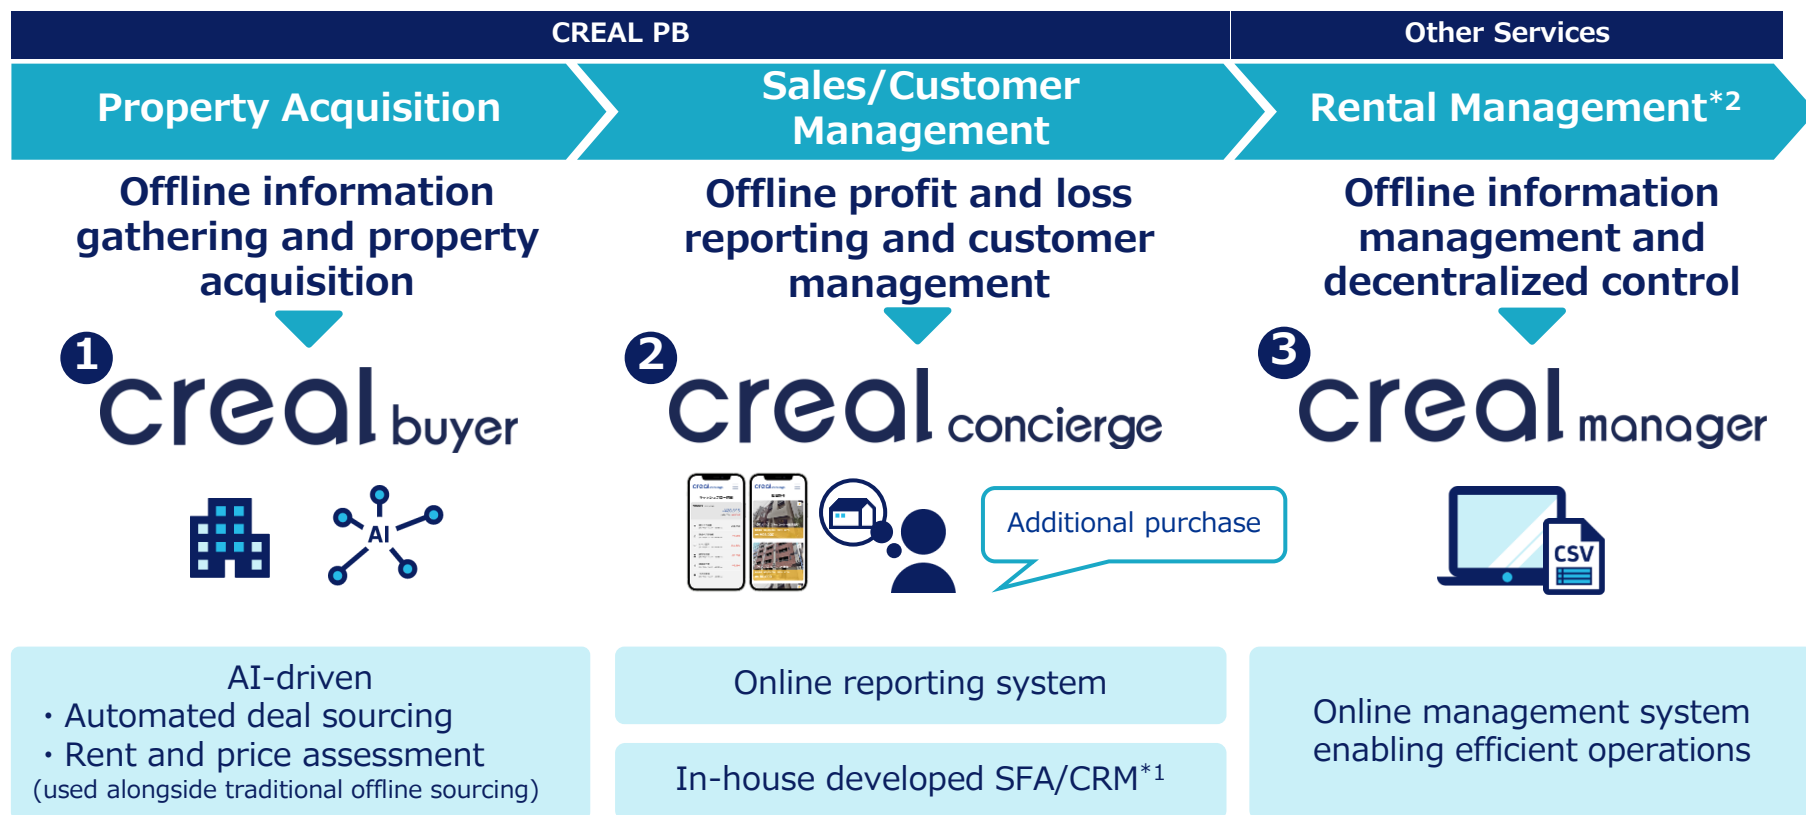 CREAL PB
Other Services
Property Acquisition
Sales/Customer
Management
Rental Management*2
Offline information
gathering and property
acquisition
Offline profit and loss
reporting and customer
management
Offline information
management and
decentralized control
1
creal buyer
2
creal concierge
3
creal manager
AI
Additional purchase
CSV
AI-driven
・Automated deal sourcing
・Rent and price assessment
(used alongside traditional offline sourcing)
Online reporting system
In-house developed SFA/CRM*1
Online management system
enabling efficient operations